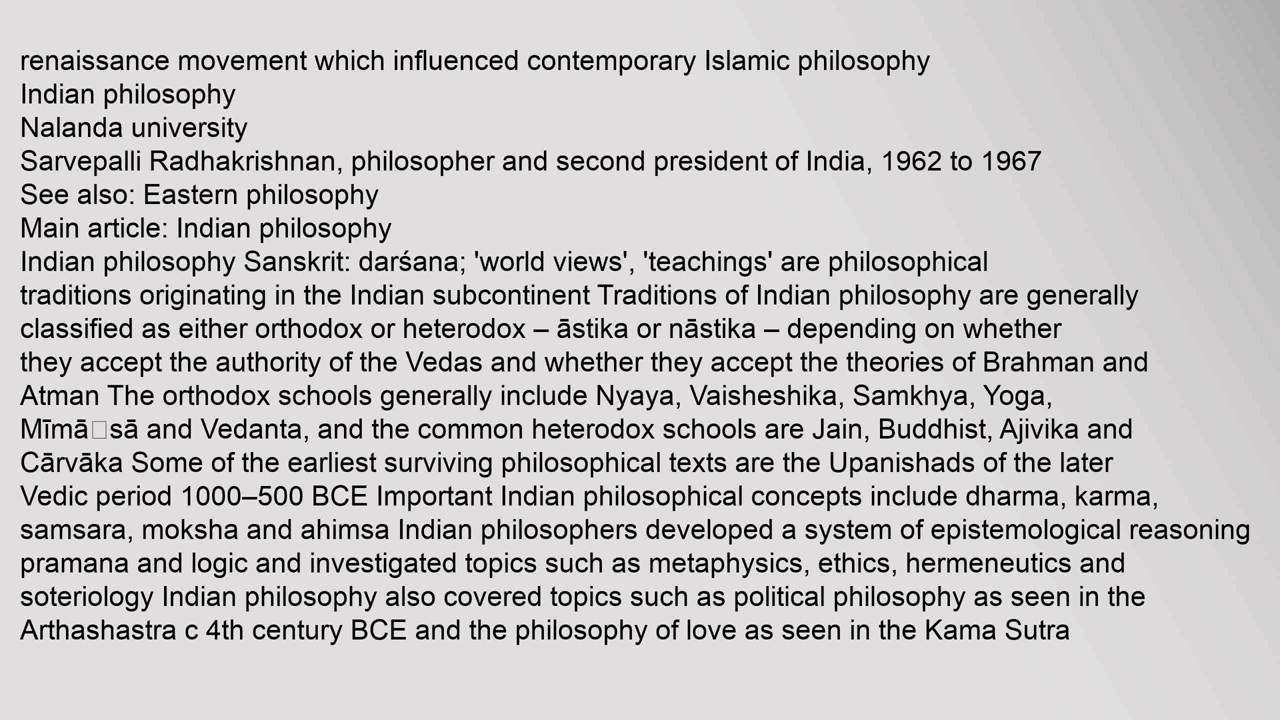 renaissance movement which influenced contemporary Islamic philosophy
Indian philosophy
Nalanda university
Sarvepalli Radhakrishnan, philosopher and second president of India, 1962 to 1967
See also: Eastern philosophy
Main article: Indian philosophy
Indian philosophy Sanskrit: darśana; 'world views', 'teachings' are philosophical
traditions originating in the Indian subcontinent Traditions of Indian philosophy are generally
classified as either orthodox or heterodox – āstika or nāstika – depending on whether
they accept the authority of the Vedas and whether they accept the theories of Brahman and
Atman The orthodox schools generally include Nyaya, Vaisheshika, Samkhya, Yoga,
Mīmā□sā and Vedanta, and the common heterodox schools are Jain, Buddhist, Ajivika and
Cārvāka Some of the earliest surviving philosophical texts are the Upanishads of the later
Vedic period 1000–500 BCE Important Indian philosophical concepts include dharma, karma,
samsara, moksha and ahimsa Indian philosophers developed a system of epistemological reasoning
pramana and logic and investigated topics such as metaphysics, ethics, hermeneutics and
soteriology Indian philosophy also covered topics such as political philosophy as seen in the
Arthashastra c 4th century BCE and the philosophy of love as seen in the Kama Sutra